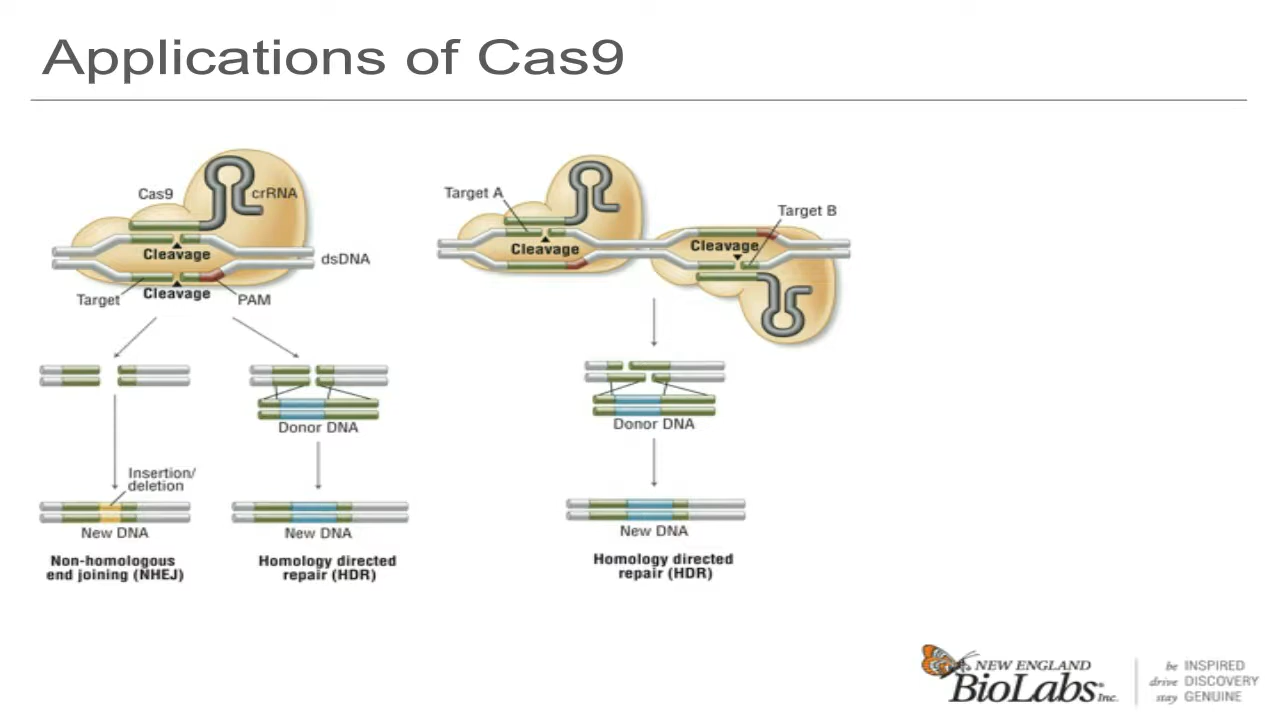 Applications of Cas9
Cas9
crRNA
Cleavage
dsDNA
Target
Cleavage
PAM
Insertion/
deletion
Donor DNA
New DNA
New DNA
Non-homologous
end joining (NHEJ)
Homology directed
repair (HDR)
Target A
Target B
Cleavage
Cleavage
Donor DNA
New DNA
Homology directed
repair (HDR)
NEW ENGLAND
BioLabs® Inc.
be INSPIRED
drive DISCOVERY
stay GENUINE